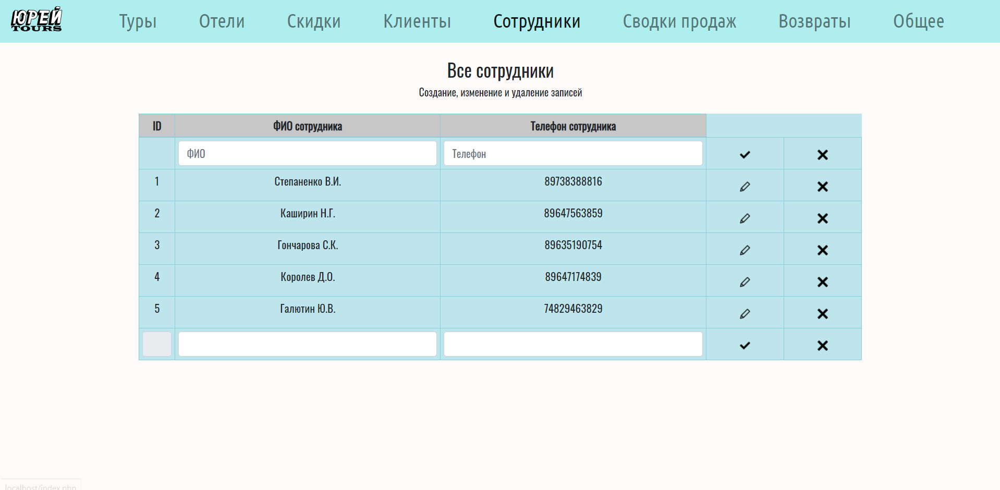 ЮРЕЙ TOURS
Туры Отели Скидки Клиенты Сотрудники Сводки продаж Возвраты Общее
Все сотрудники
Создание, изменение и удаление записей
ID ФИО сотрудника Телефон сотрудника
ФИО Телефон
1 Степаненко В.И. 89738388816
2 Каширин Н.Г. 89647563859
3 Гончарова С.К. 89635190754
4 Королев Д.О. 89647174839
5 Галютин Ю.В. 74829463829
localhost/index.php